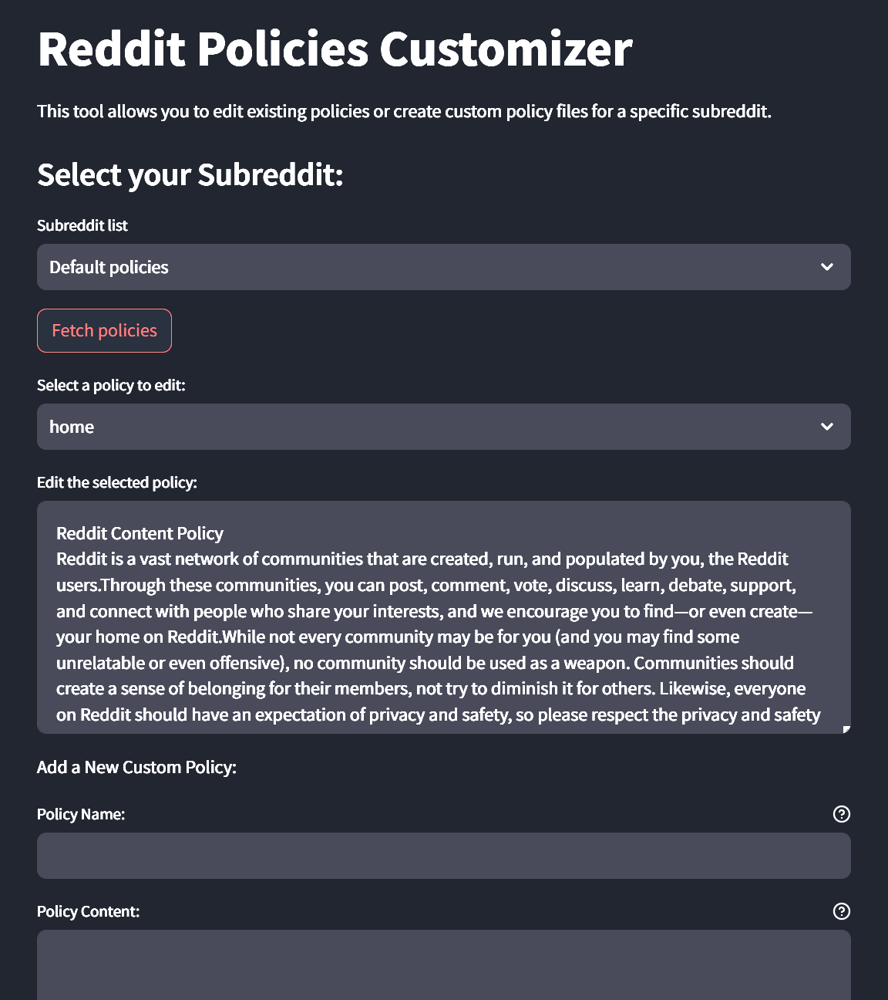 Reddit Policies Customizer
This tool allows you to edit existing policies or create custom policy files for a specific subreddit.
Select your Subreddit:
Subreddit list
Default policies
Fetch policies
Select a policy to edit:
home
Edit the selected policy:
Reddit Content Policy
Reddit is a vast network of communities that are created, run, and populated by you, the Reddit
users.Through these communities, you can post, comment, vote, discuss, learn, debate, support,
and connect with people who share your interests, and we encourage you to find—or even create—
your home on Reddit.While not every community may be for you (and you may find some
unrelatable or even offensive), no community should be used as a weapon. Communities should
create a sense of belonging for their members, not try to diminish it for others. Likewise, everyone
on Reddit should have an expectation of privacy and safety, so please respect the privacy and safety
Add a New Custom Policy:
Policy Name:
Policy Content: